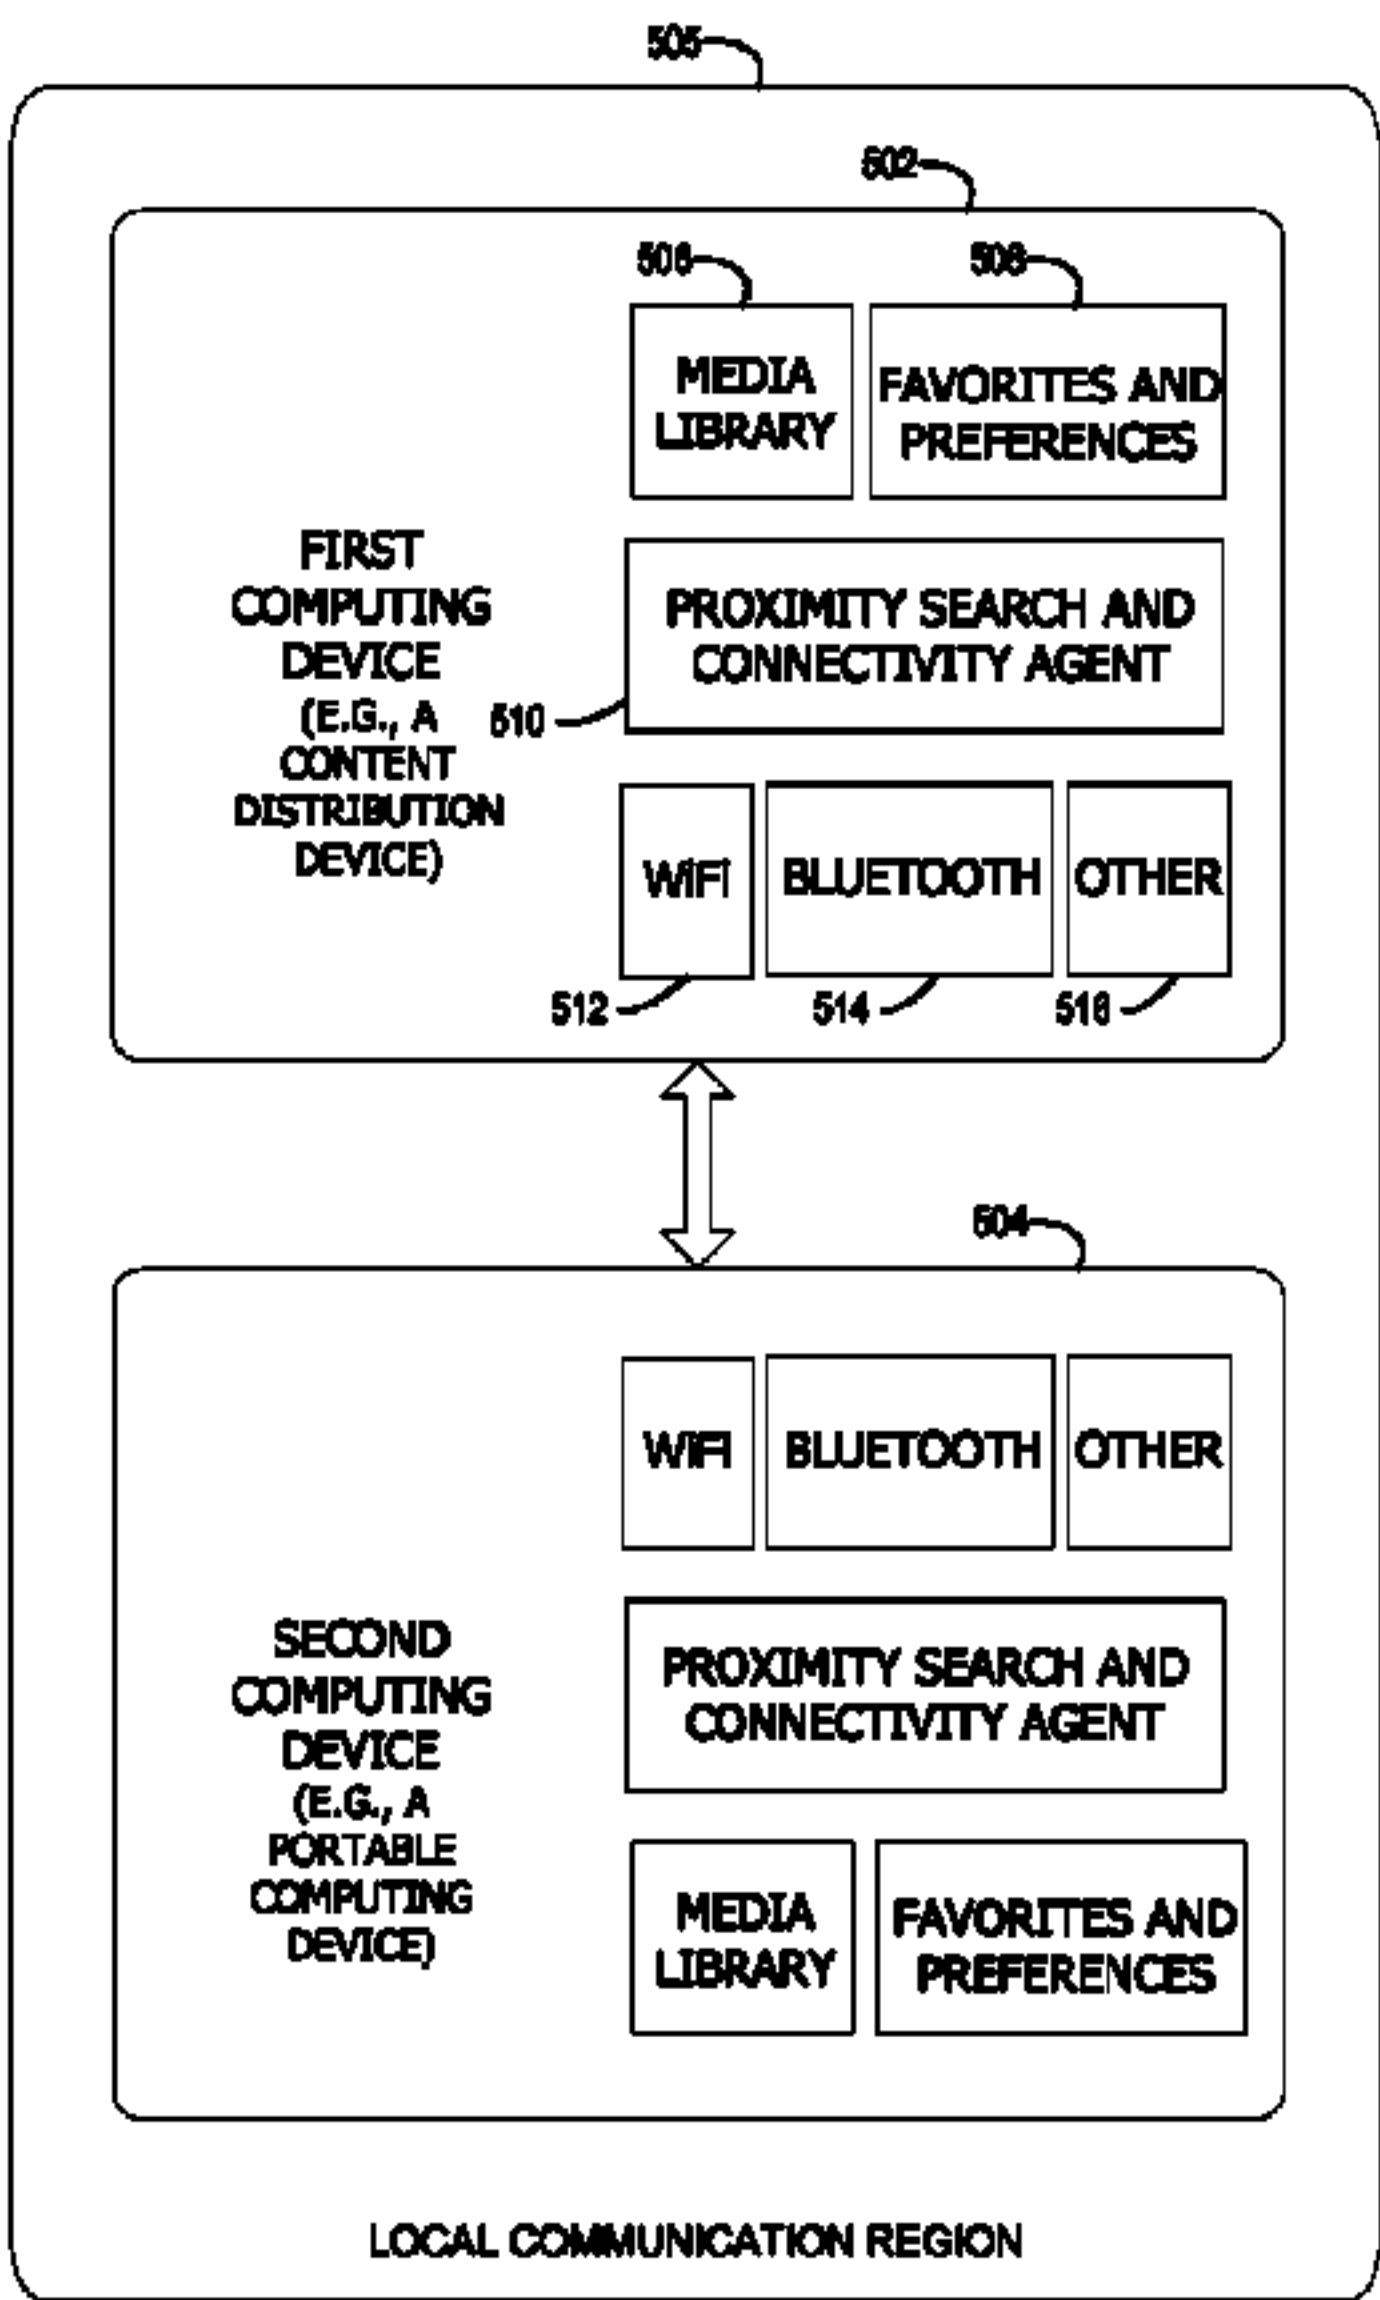 505
502
506
508
MEDIA
LIBRARY
FAVORITES AND
PREFERENCES
FIRST
COMPUTING
DEVICE
(E.G., A
CONTENT
DISTRIBUTION
DEVICE)
PROXIMITY SEARCH AND
CONNECTIVITY AGENT
510
WiFi
BLUETOOTH
OTHER
512
514
516
504
WiFi
BLUETOOTH
OTHER
SECOND
COMPUTING
DEVICE
(E.G., A
PORTABLE
COMPUTING
DEVICE)
PROXIMITY SEARCH AND
CONNECTIVITY AGENT
MEDIA
LIBRARY
FAVORITES AND
PREFERENCES
LOCAL COMMUNICATION REGION